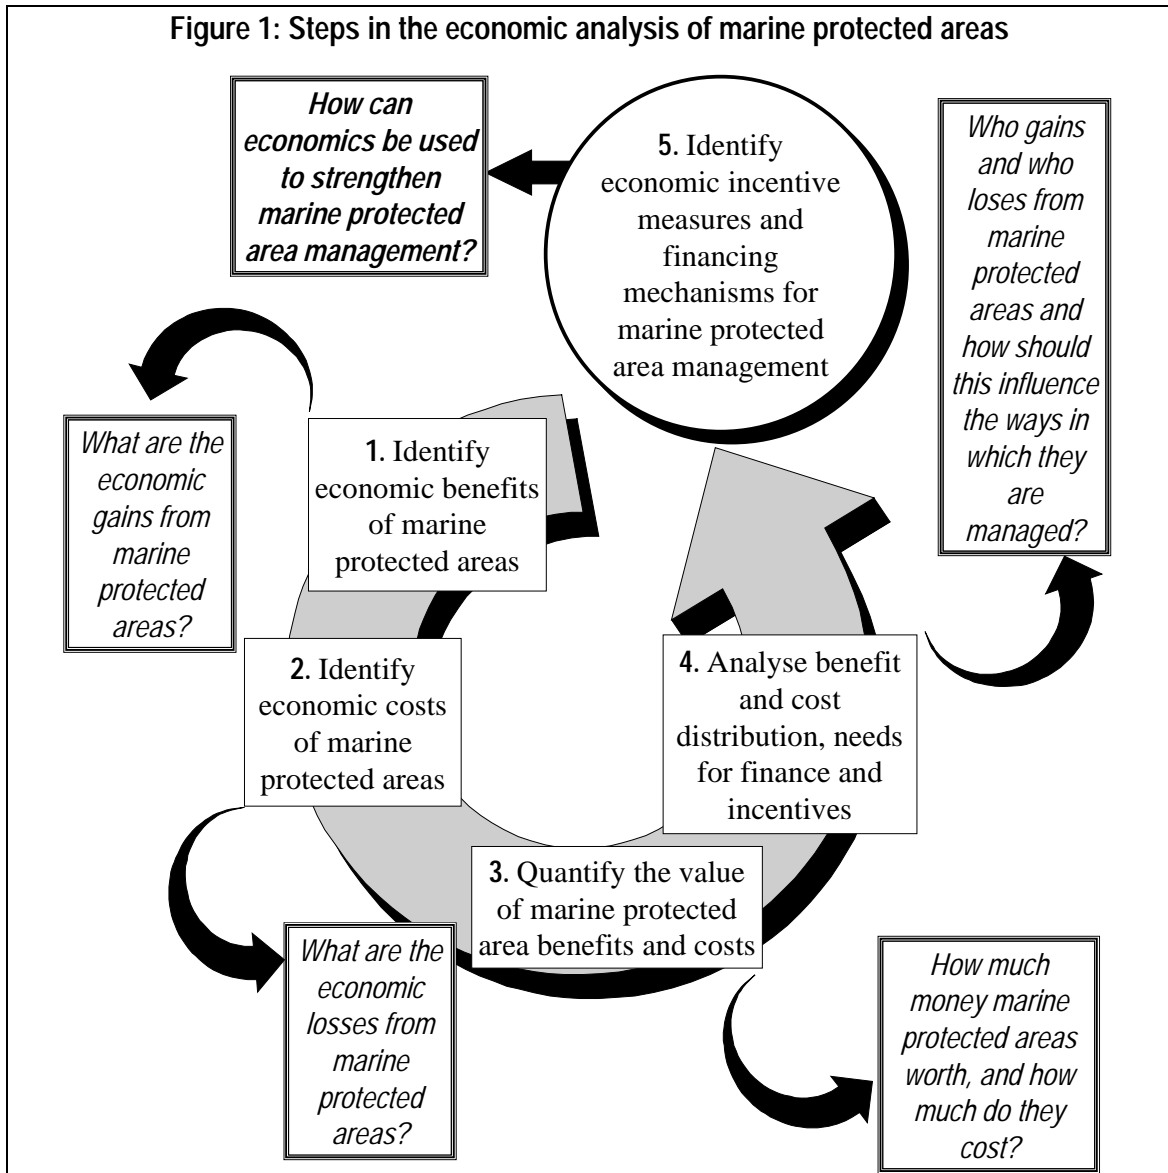 Figure 1: Steps in the economic analysis of marine protected areas
How can
economics be used
to strengthen
marine protected
area management?
5. Identify
economic incentive
measures and
financing
mechanisms for
marine protected
area management
Who gains
and who
loses from
marine
protected
areas and
how should
this influence
the ways in
which they
are
managed?
What are the
economic
gains from
marine
protected
areas?
1. Identify
economic benefits
of marine
protected areas
2. Identify
economic costs
of marine
protected areas
4. Analyse benefit
and cost
distribution, needs
for finance and
incentives
3. Quantify the value
of marine protected
area benefits and costs
What are the
economic
losses from
marine
protected
areas?
How much
money marine
protected areas
worth, and how
much do they
cost?